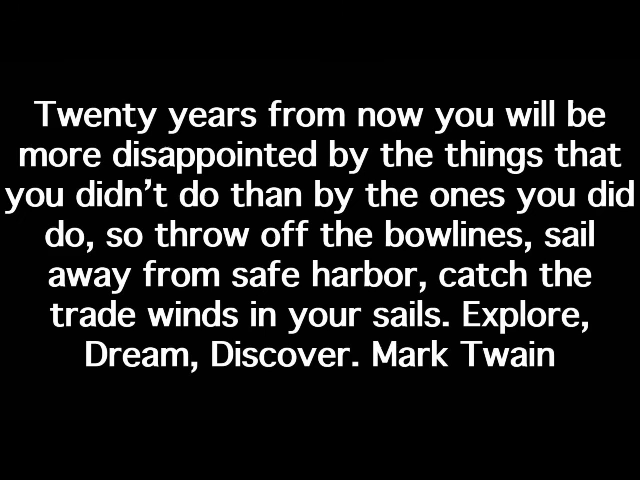 Twenty years from now you will be
more disappointed by the things that
you didn’t do than by the ones you did
do, so throw off the bowlines, sail
away from safe harbor, catch the
trade winds in your sails. Explore,
Dream, Discover. Mark Twain